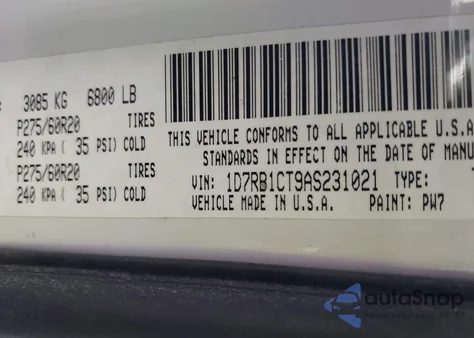 : 3085 KG 6800 LB
P275/60R20 TIRES
240 KPA ( 35 PSI) COLD
P275/60R20 TIRES
240 KPA ( 35 PSI) COLD
THIS VEHICLE CONFORMS TO ALL APPLICABLE U.S.A
STANDARDS IN EFFECT ON THE DATE OF MANU
VIN: 1D7RB1CT9AS231021 TYPE:
VEHICLE MADE IN U.S.A. PAINT: PW7
autoSnap